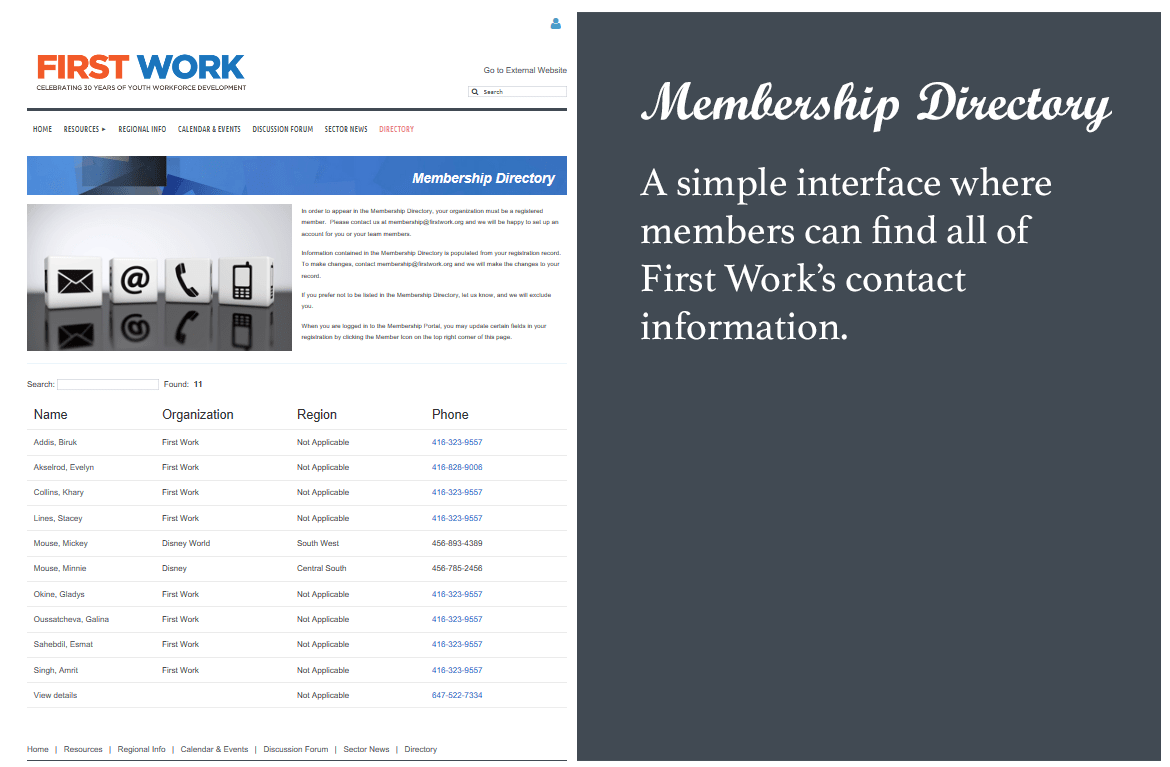 FIRST WORK
CELEBRATING 30 YEARS OF YOUTH WORKFORCE DEVELOPMENT
Go to External Website
Search
HOME RESOURCES ▸ REGIONAL INFO CALENDAR & EVENTS DISCUSSION FORUM SECTOR NEWS DIRECTORY
Membership Directory
@
In order to appear in the Membership Directory, your organization must be a registered
member. Please contact us at membership@firstwork.org and we will be happy to set up an
account for you or your team members.
Information contained in the Membership Directory is populated from your registration record.
To make changes, contact membership@firstwork.org and we will make the changes to your
record.
If you prefer not to be listed in the Membership Directory, let us know, and we will exclude
you.
When you are logged in to the Membership Portal, you may update certain fields in your
registration by clicking the Member Icon on the top right corner of this page.
Search: Found: 11
Name Organization Region Phone
Addis, Biruk First Work Not Applicable 416-323-9557
Akselrod, Evelyn First Work Not Applicable 416-828-9006
Collins, Khary First Work Not Applicable 416-323-9557
Lines, Stacey First Work Not Applicable 416-323-9557
Mouse, Mickey Disney World South West 456-893-4389
Mouse, Minnie Disney Central South 456-785-2456
Okine, Gladys First Work Not Applicable 416-323-9557
Oussatcheva, Galina First Work Not Applicable 416-323-9557
Sahebdil, Esmat First Work Not Applicable 416-323-9557
Singh, Amrit First Work Not Applicable 416-323-9557
View details Not Applicable 647-522-7334
Home | Resources | Regional Info | Calendar & Events | Discussion Forum | Sector News | Directory
Membership Directory
A simple interface where
members can find all of
First Work’s contact
information.